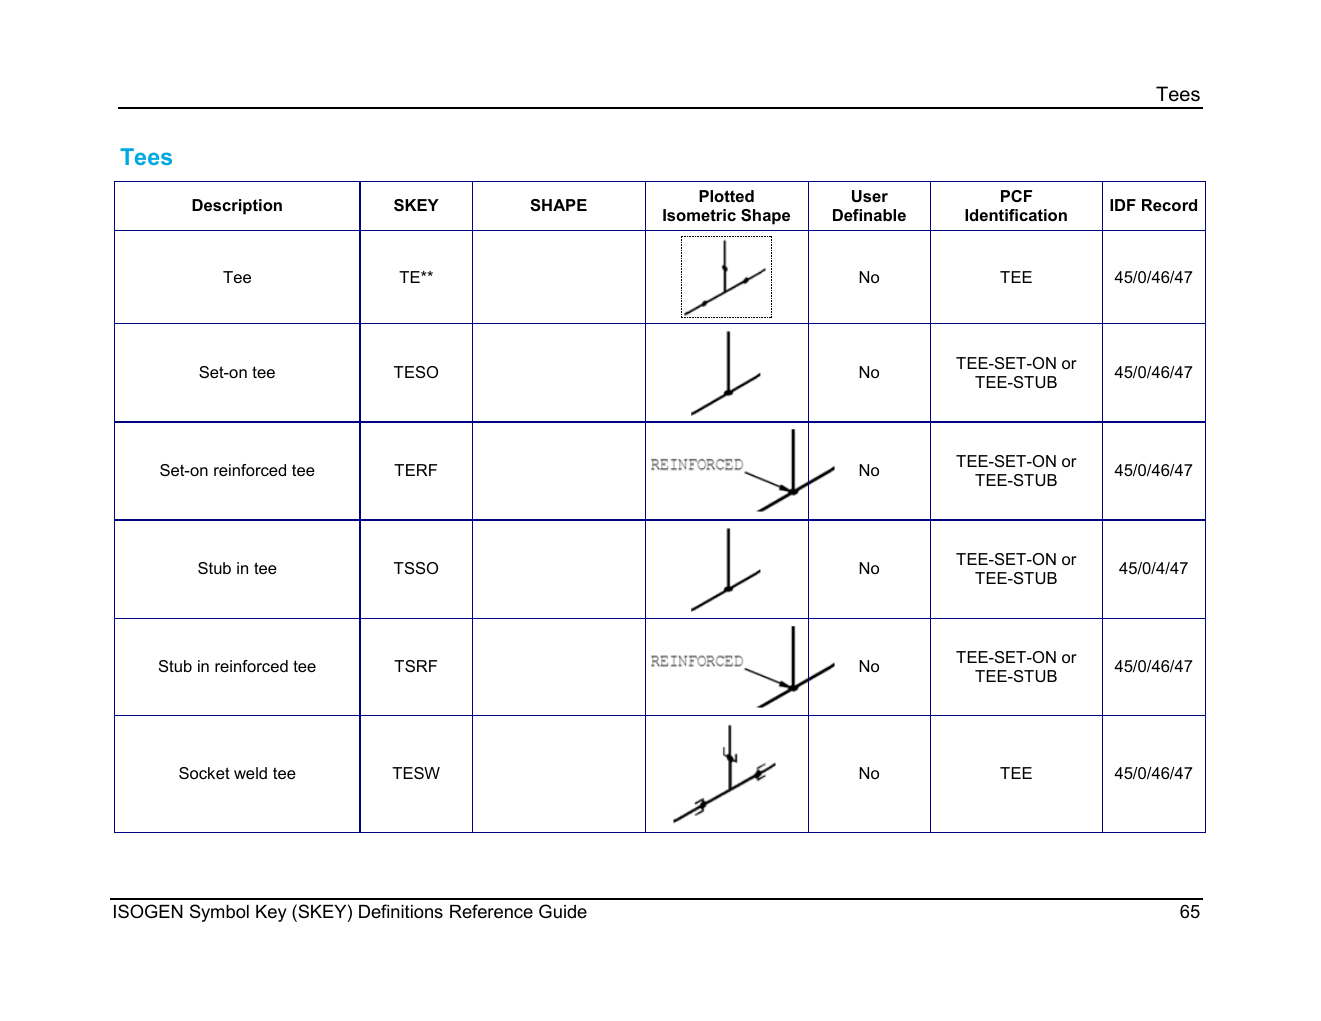 Tees
Tees
Description SKEY SHAPE Plotted Isometric Shape User Definable PCF Identification IDF Record
Tee TE** No TEE 45/0/46/47
Set-on tee TESO No TEE-SET-ON or TEE-STUB 45/0/46/47
Set-on reinforced tee TERF REINFORCED No TEE-SET-ON or TEE-STUB 45/0/46/47
Stub in tee TSSO No TEE-SET-ON or TEE-STUB 45/0/4/47
Stub in reinforced tee TSRF REINFORCED No TEE-SET-ON or TEE-STUB 45/0/46/47
Socket weld tee TESW No TEE 45/0/46/47
ISOGEN Symbol Key (SKEY) Definitions Reference Guide 65